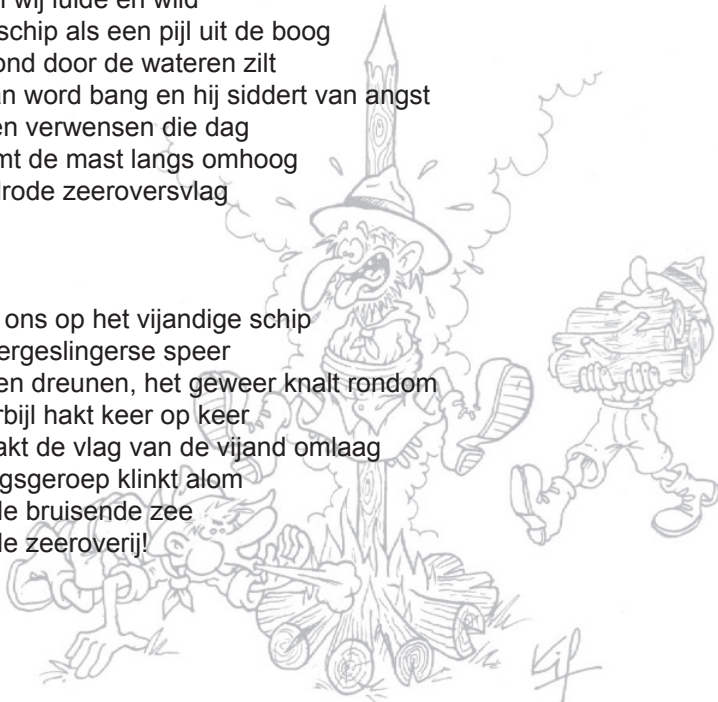 wij luide en wild
schip als een pijl uit de boog
ond door de wateren zilt
an word bang en hij siddert van angst
en verwensen die dag
mt de mast langs omhoog
rode zeeroversvlag
ons op het vijandige schip
ergeslingerse speer
en dreunen, het geweer knalt rondom
rbijl hakt keer op keer
akt de vlag van de vijand omlaag
gsgeroep klinkt alom
de bruisende zee
de zeeroverij!